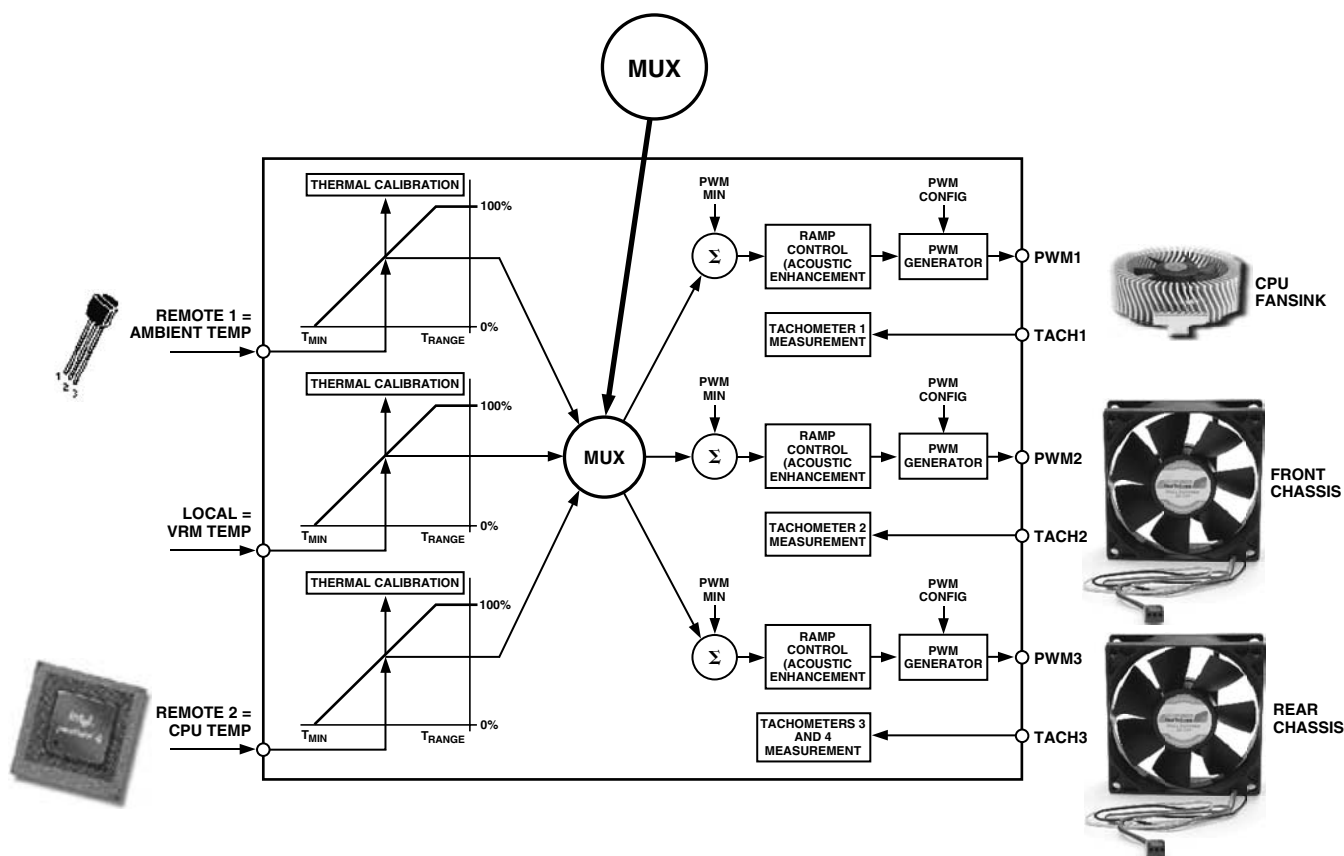 MUX
THERMAL CALIBRATION
100%
0%
TMIN
TRANGE
REMOTE 1 =
AMBIENT TEMP
1
2
3
THERMAL CALIBRATION
100%
0%
TMIN
TRANGE
LOCAL =
VRM TEMP
THERMAL CALIBRATION
100%
0%
TMIN
TRANGE
REMOTE 2 =
CPU TEMP
intel
MUX
PWM
MIN
Σ
RAMP
CONTROL
(ACOUSTIC
ENHANCEMENT
PWM
CONFIG
PWM
GENERATOR
PWM1
CPU
FANSINK
TACHOMETER 1
MEASUREMENT
TACH1
PWM
MIN
Σ
RAMP
CONTROL
(ACOUSTIC
ENHANCEMENT
PWM
CONFIG
PWM
GENERATOR
PWM2
FRONT
CHASSIS
TACHOMETER 2
MEASUREMENT
TACH2
PWM
MIN
Σ
RAMP
CONTROL
(ACOUSTIC
ENHANCEMENT
PWM
CONFIG
PWM
GENERATOR
PWM3
REAR
CHASSIS
TACHOMETERS 3
AND 4
MEASUREMENT
TACH3